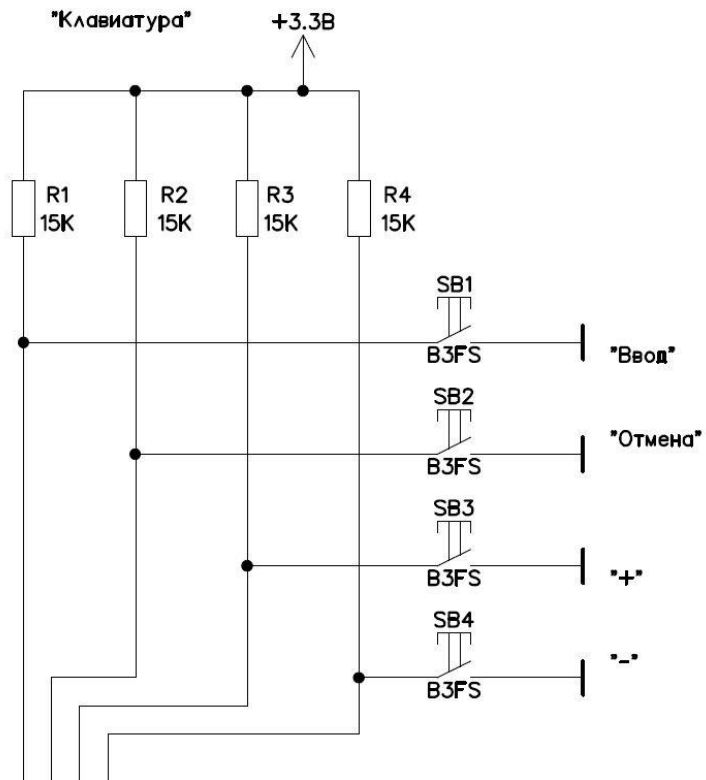 "Клавиатура"
+3.3В
R1
15K
R2
15K
R3
15K
R4
15K
SB1
B3FS
"Ввод"
SB2
B3FS
"Отмена"
SB3
B3FS
"+"
SB4
B3FS
"-"